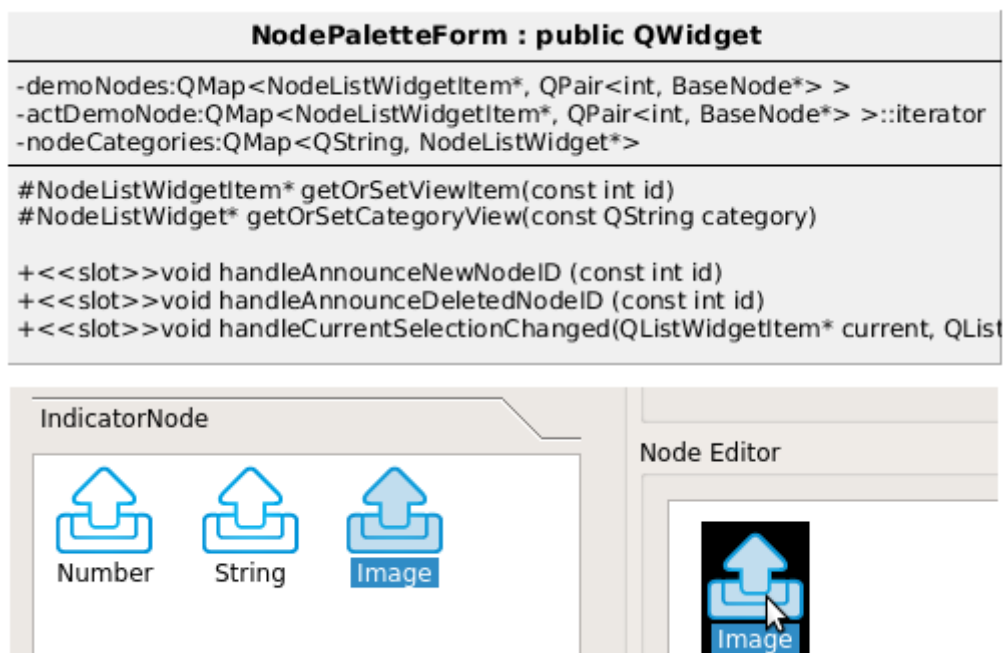 NodePaletteForm : public QWidget
-demoNodes:QMap<NodeListWidgetItem*, QPair<int, BaseNode*> >
-actDemoNode:QMap<NodeListWidgetItem*, QPair<int, BaseNode*> >::iterator
-nodeCategories:QMap<QString, NodeListWidget*>
#NodeListWidgetItem* getOrSetViewItem(const int id)
#NodeListWidget* getOrSetCategoryView(const QString category)
+<<slot>>void handleAnnounceNewNodeID (const int id)
+<<slot>>void handleAnnounceDeletedNodeID (const int id)
+<<slot>>void handleCurrentSelectionChanged(QListWidgetItem* current, QList
IndicatorNode
Node Editor
Number String Image
Image